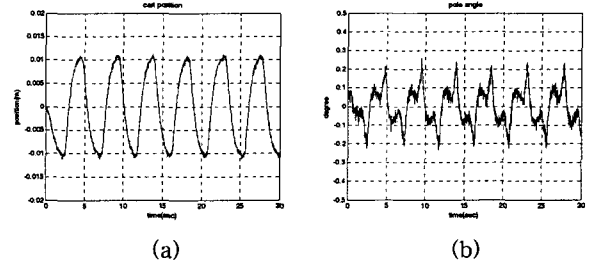 cart position
0.02
0.015
0.01
0.005
0
-0.005
-0.01
-0.015
-0.02
position(m)
0 5 10 15 20 25 30
time(sec)
(a)
pole angle
0.5
0.4
0.3
0.2
0.1
0
-0.1
-0.2
-0.3
-0.4
-0.5
degree
0 5 10 15 20 25 30
time(sec)
(b)